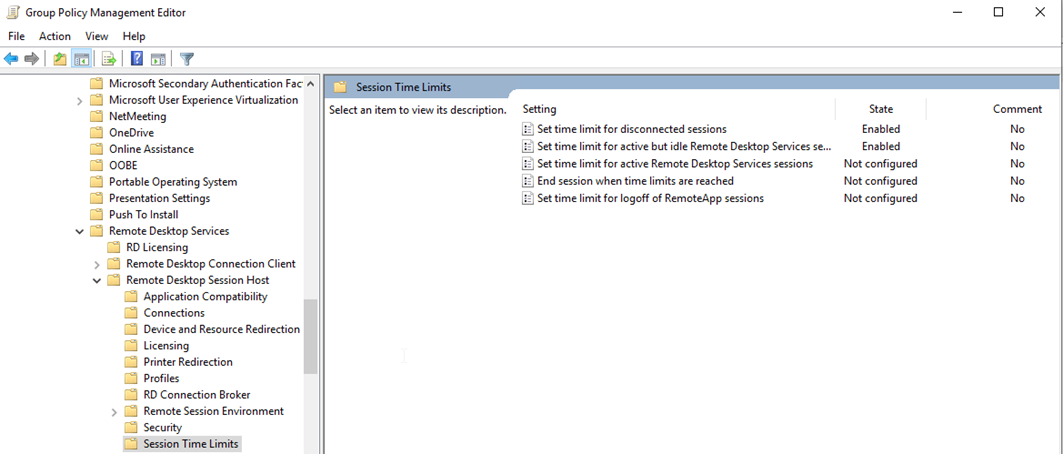 Group Policy Management Editor
File Action View Help
Microsoft Secondary Authentication Fac
Microsoft User Experience Virtualization
NetMeeting
OneDrive
Online Assistance
OOBE
Portable Operating System
Presentation Settings
Push To Install
Remote Desktop Services
RD Licensing
Remote Desktop Connection Client
Remote Desktop Session Host
Application Compatibility
Connections
Device and Resource Redirection
Licensing
Printer Redirection
Profiles
RD Connection Broker
Remote Session Environment
Security
Session Time Limits
Session Time Limits
Select an item to view its description.
Setting State Comment
Set time limit for disconnected sessions Enabled No
Set time limit for active but idle Remote Desktop Services se... Enabled No
Set time limit for active Remote Desktop Services sessions Not configured No
End session when time limits are reached Not configured No
Set time limit for logoff of RemoteApp sessions Not configured No